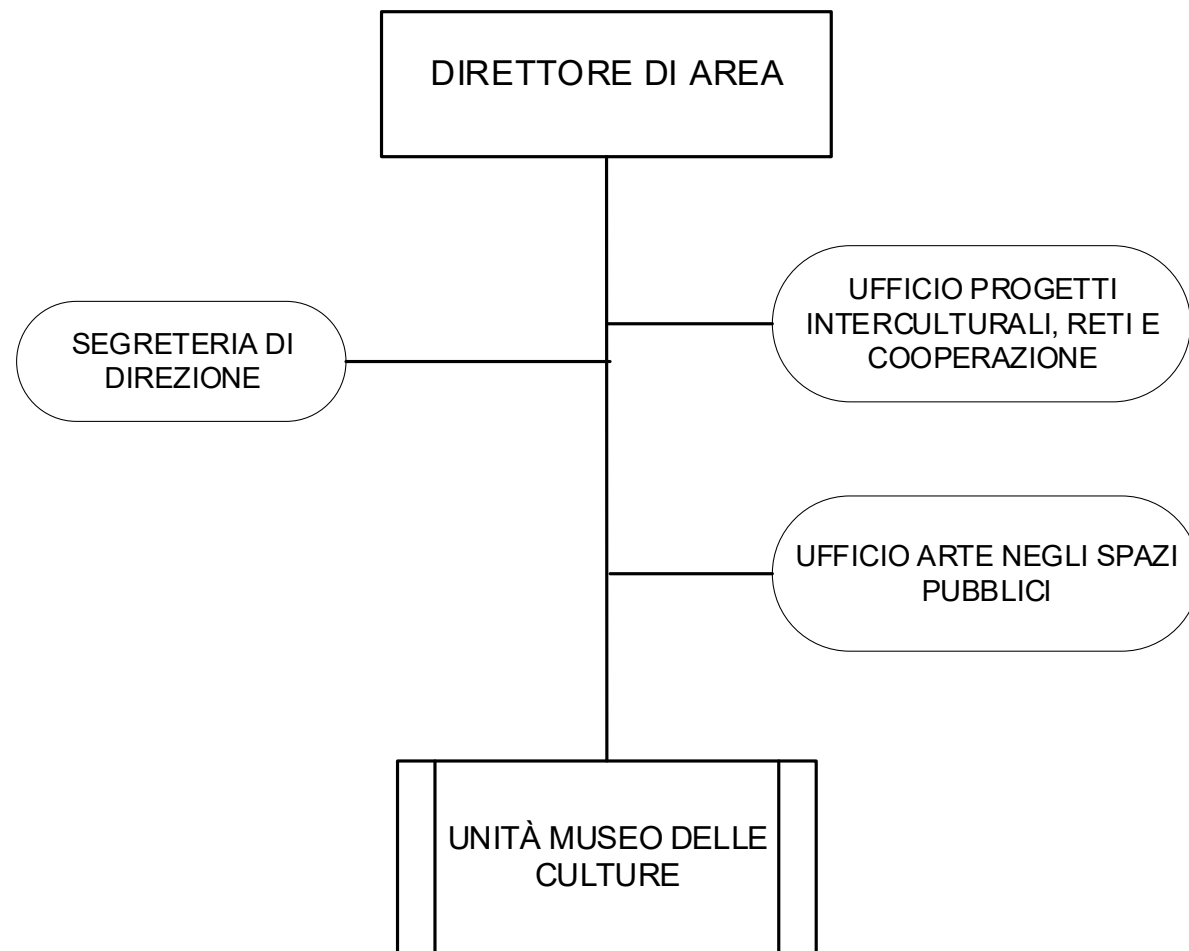 DIRETTORE DI AREA
UFFICIO PROGETTI
INTERCULTURALI, RETI E
COOPERAZIONE
SEGRETERIA DI
DIREZIONE
UFFICIO ARTE NEGLI SPAZI
PUBBLICI
UNITÀ MUSEO DELLE
CULTURE